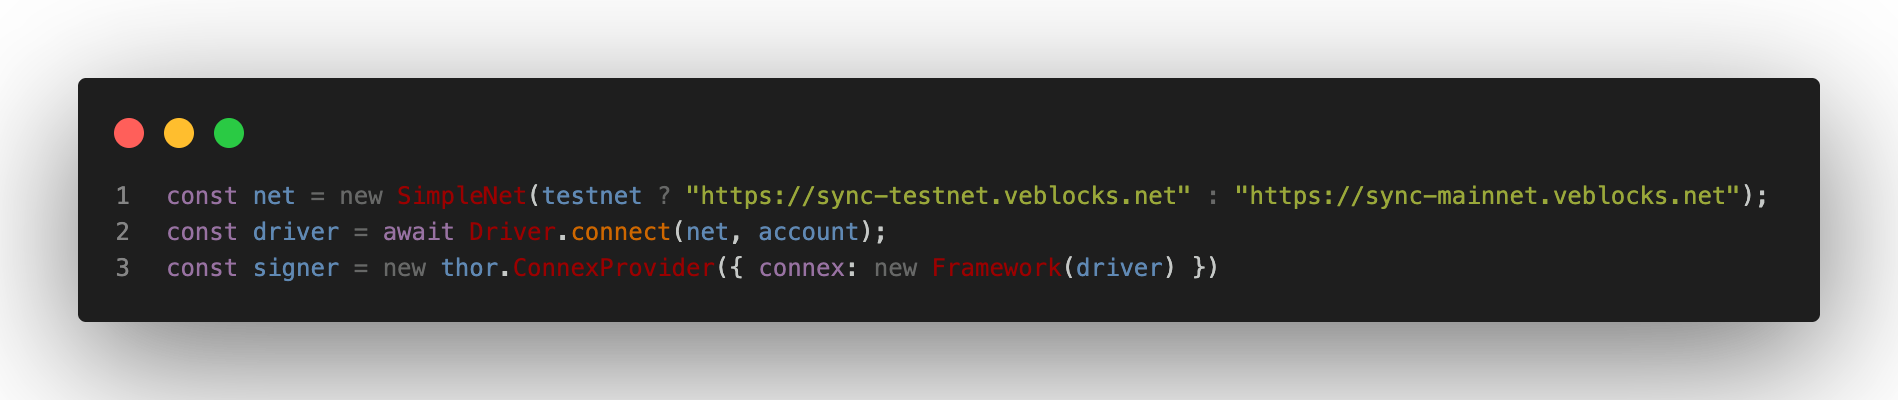 1 const net = new SimpleNet(testnet ? "https://sync-testnet.veblocks.net" : "https://sync-mainnet.veblocks.net");
2 const driver = await Driver.connect(net, account);
3 const signer = new thor.ConnexProvider({ connex: new Framework(driver) })